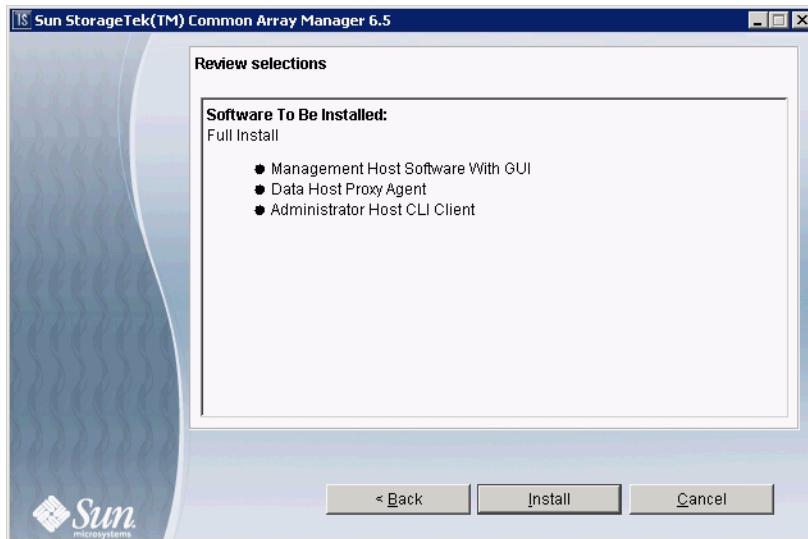 Sun StorageTek(TM) Common Array Manager 6.5
Review selections
Software To Be Installed:
Full Install
Management Host Software With GUI
Data Host Proxy Agent
Administrator Host CLI Client
< Back
Install
Cancel
Sun
microsystems